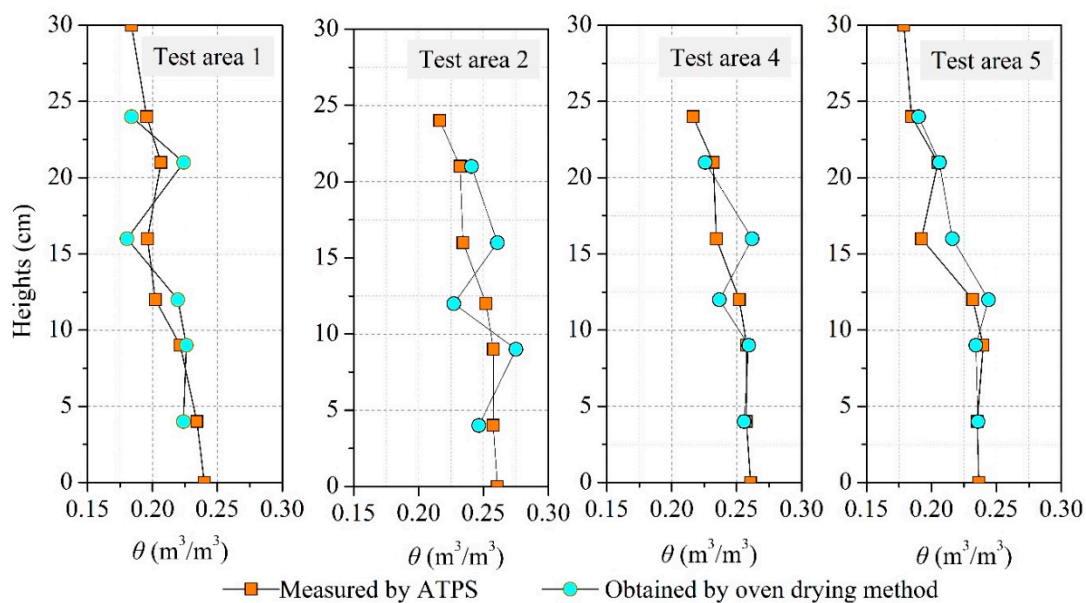 Test area 1
Test area 2
Test area 4
Test area 5
Heights (cm)
30
25
20
15
10
5
0
30
25
20
15
10
5
0
30
25
20
15
10
5
0
30
25
20
15
10
5
0
0.15 0.20 0.25 0.30
0.15 0.20 0.25 0.30
0.15 0.20 0.25 0.30
0.15 0.20 0.25 0.30
θ (m³/m³)
θ (m³/m³)
θ (m³/m³)
θ (m³/m³)
Measured by ATPS
Obtained by oven drying method